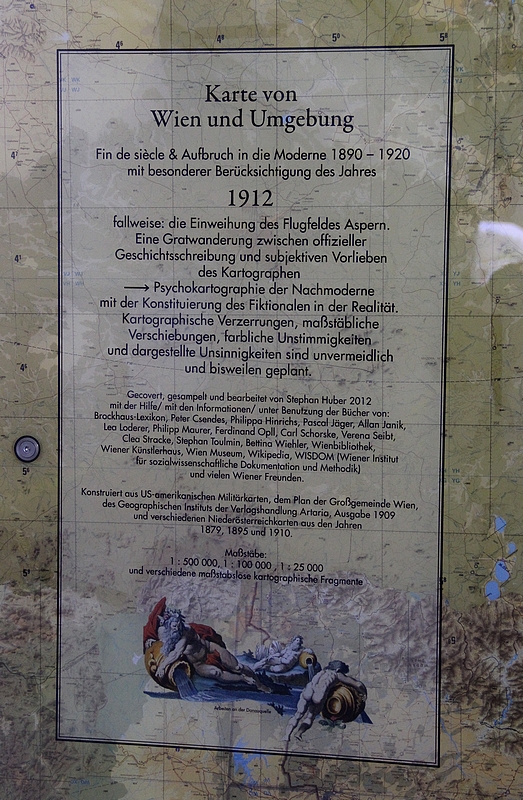 Karte von
Wien und Umgebung
Fin de siècle & Aufbruch in die Moderne 1890 – 1920
mit besonderer Berücksichtigung des Jahres
1912
fallweise: die Einweihung des Flugfeldes Aspern.
Eine Gratwanderung zwischen offizieller
Geschichtsschreibung und subjektiven Vorlieben
des Kartographen
→ Psychokartographie der Nachmoderne
mit der Konstituierung des Fiktionalen in der Realität.
Kartographische Verzerrungen, maßstäbliche
Verschiebungen, farbliche Unstimmigkeiten
und dargestellte Unsinnigkeiten sind unvermeidlich
und bisweilen geplant.
Gecovert, gesampelt und bearbeitet von Stephan Huber 2012
mit der Hilfe/ mit den Informationen/ unter Benutzung der Bücher von:
Brockhaus-Lexikon, Peter Csendes, Philippa Hinrichs, Pascal Jäger, Allan Janik,
Lea Loderer, Philipp Maurer, Ferdinand Opll, Carl Schorske, Verena Seibt,
Clea Stracke, Stephan Toulmin, Bettina Wiehler, Wienbibliothek,
Wiener Künstlerhaus, Wien Museum, Wikipedia, WISDOM (Wiener Institut
für sozialwissenschaftliche Dokumentation und Methodik)
und vielen Wiener Freunden.
Konstruiert aus US-amerikanischen Militärkarten, dem Plan der Großgemeinde Wien,
des Geographischen Instituts der Verlagshandlung Artaria, Ausgabe 1909
und verschiedenen Niederösterreichkarten aus den Jahren
1879, 1895 und 1910.
Maßstäbe:
1 : 500 000, 1 : 100 000 , 1 : 25 000
und verschiedene maßstabslose kartographische Fragmente
Arbeiten an der Donauquelle